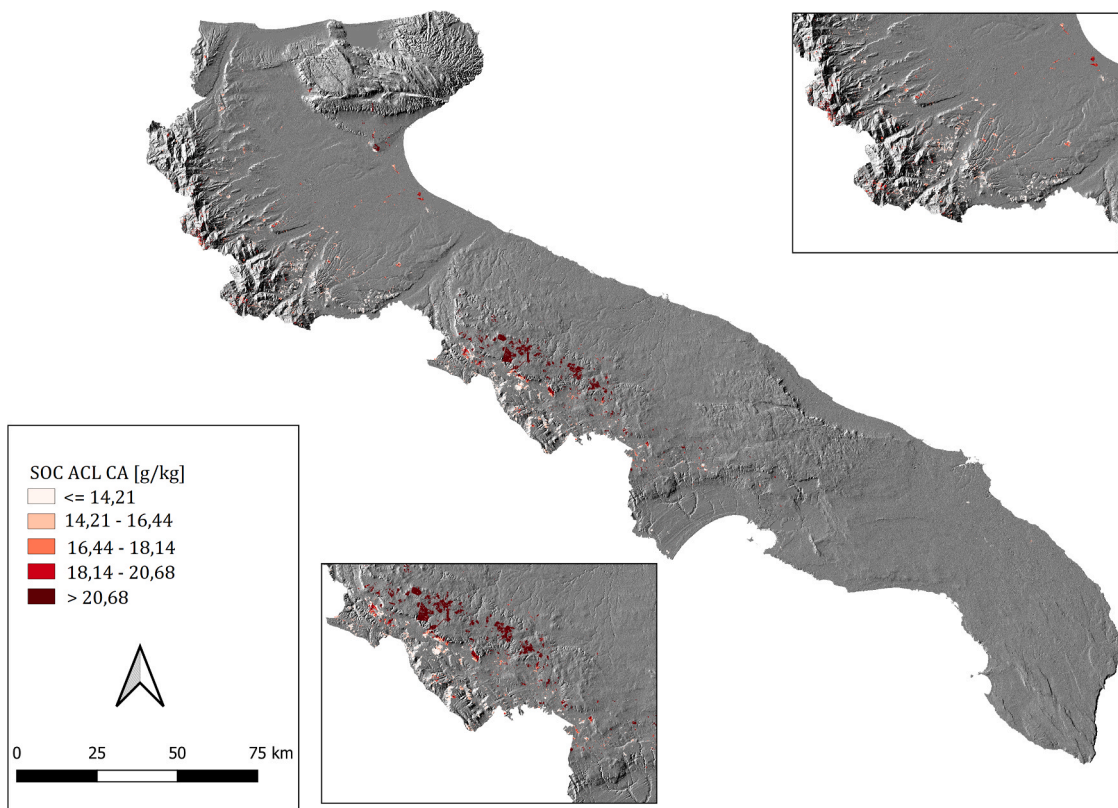 SOC ACL CA [g/kg]
<= 14,21
14,21 - 16,44
16,44 - 18,14
18,14 - 20,68
> 20,68
0 25 50 75 km